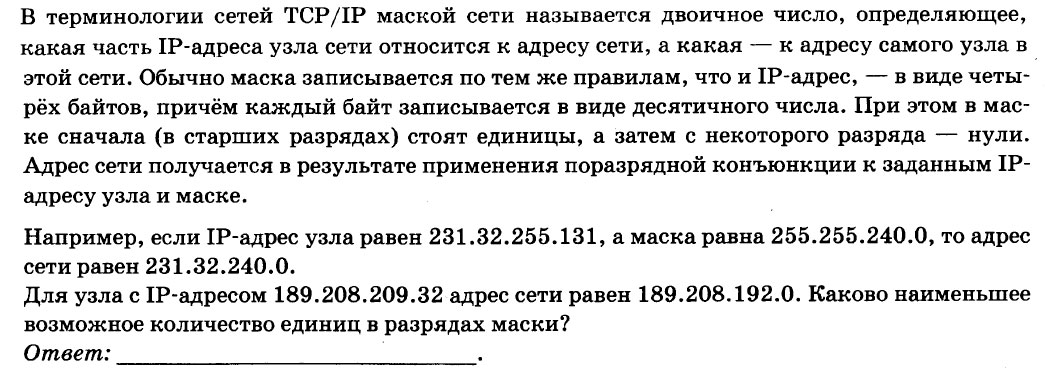 В терминологии сетей TCP/IP маской сети называется двоичное число, определяющее,
какая часть IP-адреса узла сети относится к адресу сети, а какая — к адресу самого узла в
этой сети. Обычно маска записывается по тем же правилам, что и IP-адрес, — в виде четы-
рёх байтов, причём каждый байт записывается в виде десятичного числа. При этом в мас-
ке сначала (в старших разрядах) стоят единицы, а затем с некоторого разряда — нули.
Адрес сети получается в результате применения поразрядной конъюнкции к заданным IP-
адресу узла и маске.
Например, если IP-адрес узла равен 231.32.255.131, а маска равна 255.255.240.0, то адрес
сети равен 231.32.240.0.
Для узла с IP-адресом 189.208.209.32 адрес сети равен 189.208.192.0. Каково наименьшее
возможное количество единиц в разрядах маски?
Ответ: ______________________________.